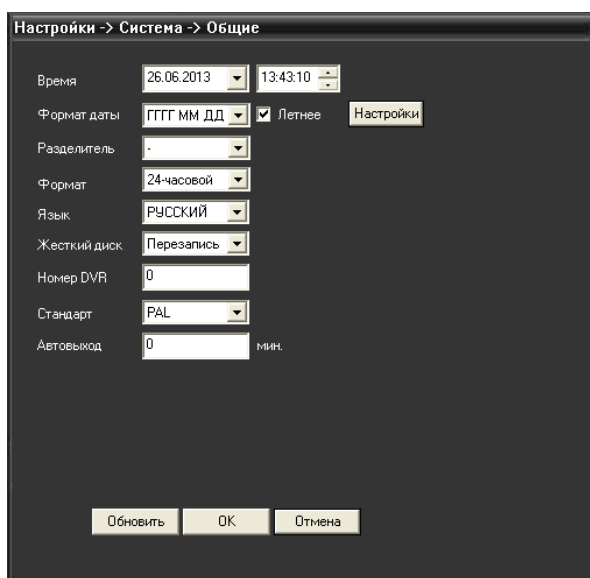 Настройки -> Система -> Общие
Время 26.06.2013 13:43:10
Формат даты ГГГГ ММ ДД Летнее Настройки
Разделитель -
Формат 24-часовой
Язык РУССКИЙ
Жесткий диск Перезапись
Номер DVR 0
Стандарт PAL
Автовыход 0 мин.
Обновить OK Отмена